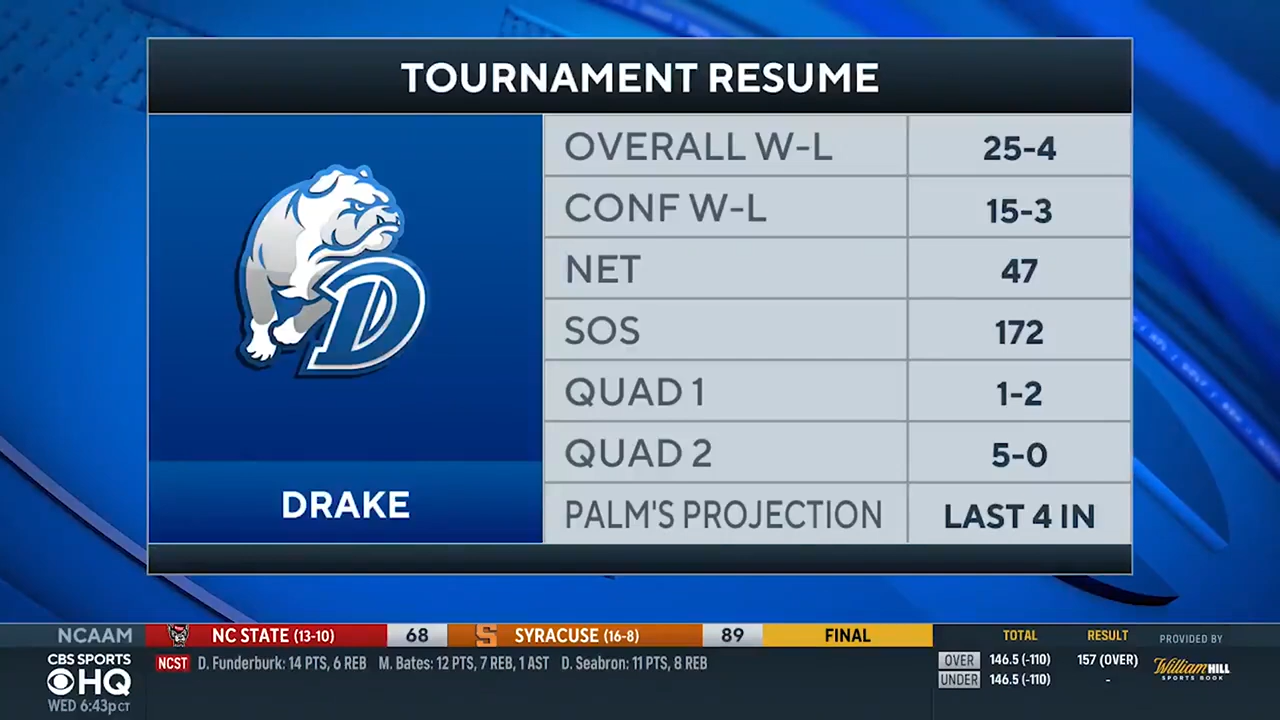 TOURNAMENT RESUME
D
DRAKE
OVERALL W-L 25-4
CONF W-L 15-3
NET 47
SOS 172
QUAD 1 1-2
QUAD 2 5-0
PALM'S PROJECTION LAST 4 IN
NCAAM NC STATE (13-10) 68 S SYRACUSE (16-8) 89 FINAL
CBS SPORTS HQ
WED 6:43P CT
NCST D. Funderburk: 14 PTS, 6 REB M. Bates: 12 PTS, 7 REB, 1 AST D. Seabron: 11 PTS, 8 REB
TOTAL RESULT PROVIDED BY
OVER 146.5 (-110) 157 (OVER)
UNDER 146.5 (-110) -
William HILL
SPORTS BOOK